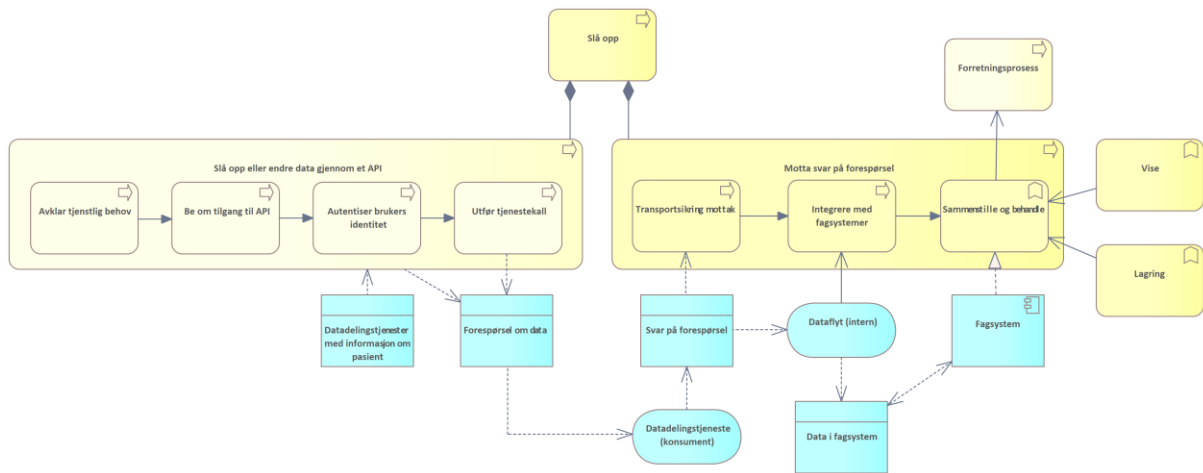 Slå opp
Forretningsprosess
Slå opp eller endre data gjennom et API
Motta svar på forespørsel
Vise
Avklar tjenstlig behov
Be om tilgang til API
Autentiser brukers
identitet
Utfør tjenestekall
Transportsikring mottak
Integrere med
fagsystemer
Sammenstille og behandle
Lagring
Datadelingstjenester
med informasjon om
pasient
Forespørsel om data
Svar på forespørsel
Dataflyt (intern)
Fagsystem
Datadelingstjeneste
(konsument)
Data i fagsystem